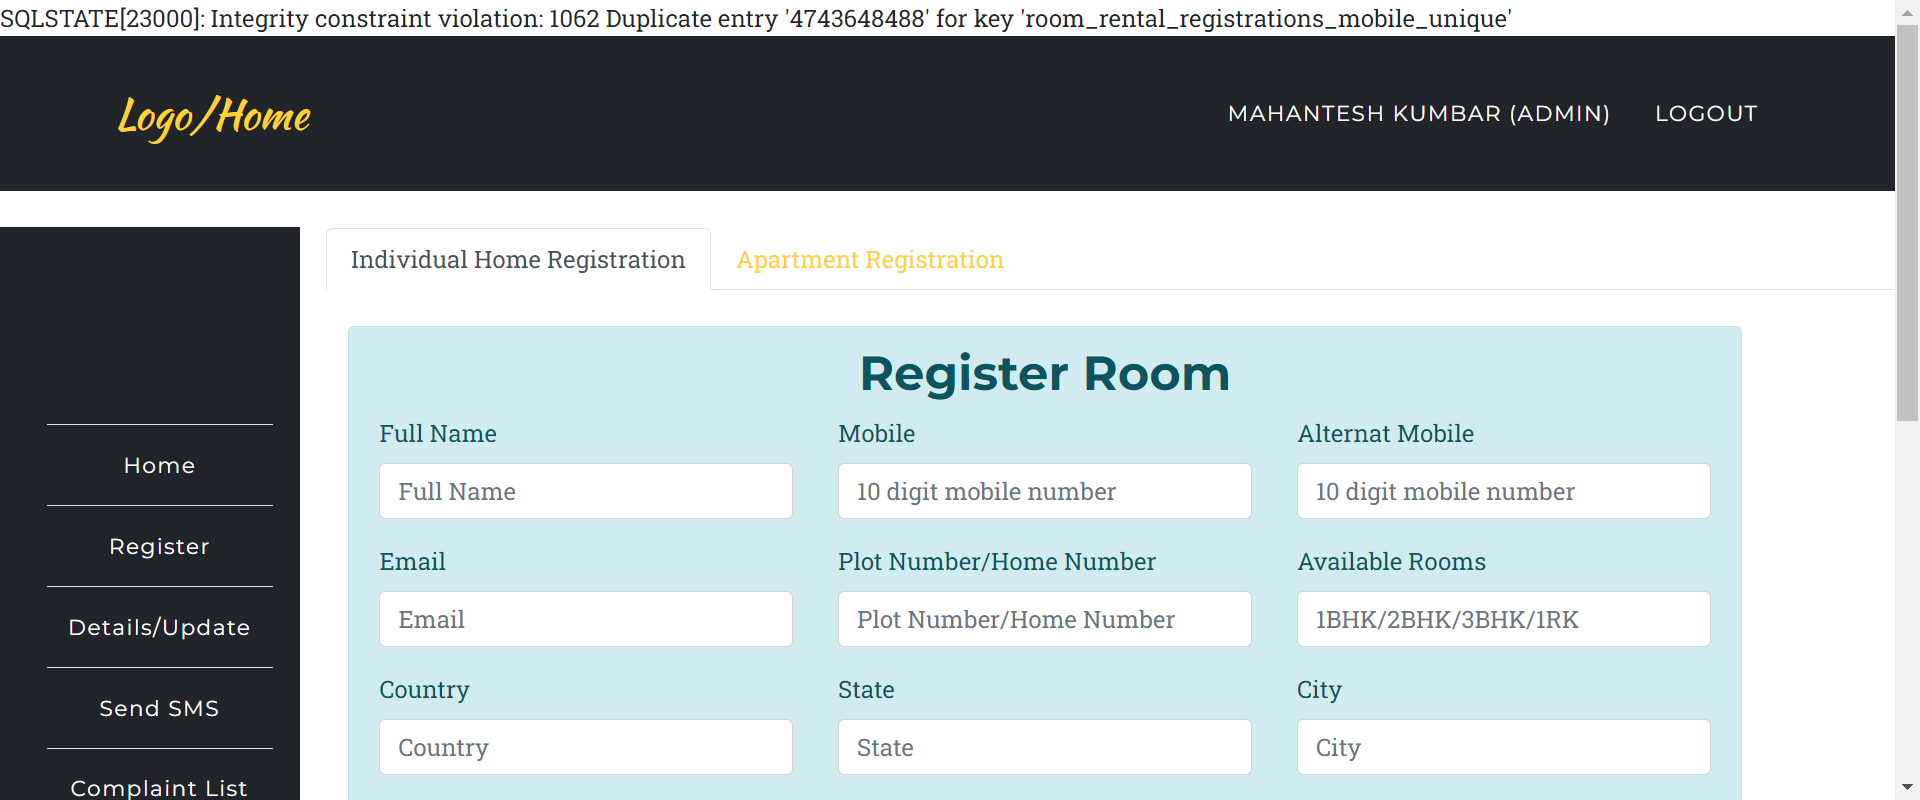 SQLSTATE[23000]: Integrity constraint violation: 1062 Duplicate entry '4743648488' for key 'room_rental_registrations_mobile_unique'
Logo/Home
MAHANTESH KUMBAR (ADMIN) LOGOUT
Individual Home Registration Apartment Registration
Register Room
Full Name Mobile Alternat Mobile
Full Name 10 digit mobile number 10 digit mobile number
Email Plot Number/Home Number Available Rooms
Email Plot Number/Home Number 1BHK/2BHK/3BHK/1RK
Country State City
Country State City
Home
Register
Details/Update
Send SMS
Complaint List